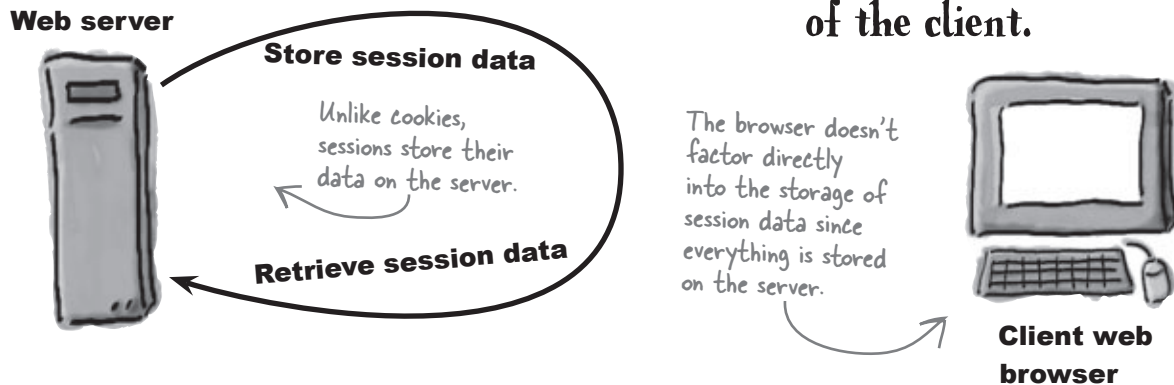 of the client.
Web server
Store session data
Unlike cookies,
sessions store their
data on the server.
Retrieve session data
The browser doesn't
factor directly
into the storage of
session data since
everything is stored
on the server.
Client web
browser